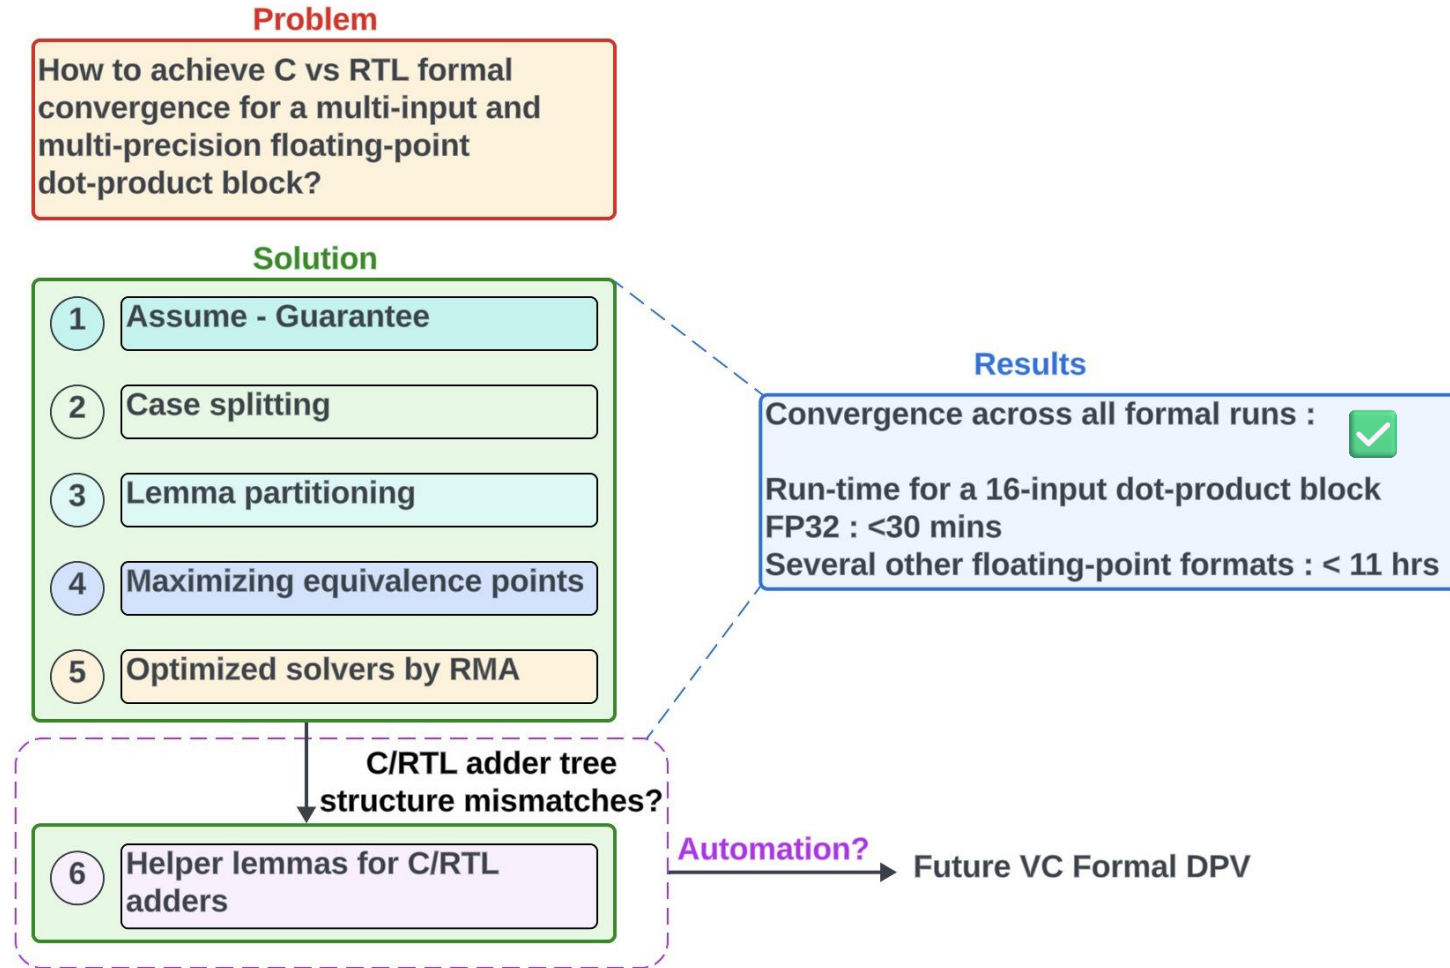 Problem
How to achieve C vs RTL formal
convergence for a multi-input and
multi-precision floating-point
dot-product block?
Solution
1 Assume - Guarantee
2 Case splitting
3 Lemma partitioning
4 Maximizing equivalence points
5 Optimized solvers by RMA
Results
Convergence across all formal runs :
Run-time for a 16-input dot-product block
FP32 : <30 mins
Several other floating-point formats : < 11 hrs
C/RTL adder tree
structure mismatches?
6 Helper lemmas for C/RTL
adders
Automation?
Future VC Formal DPV